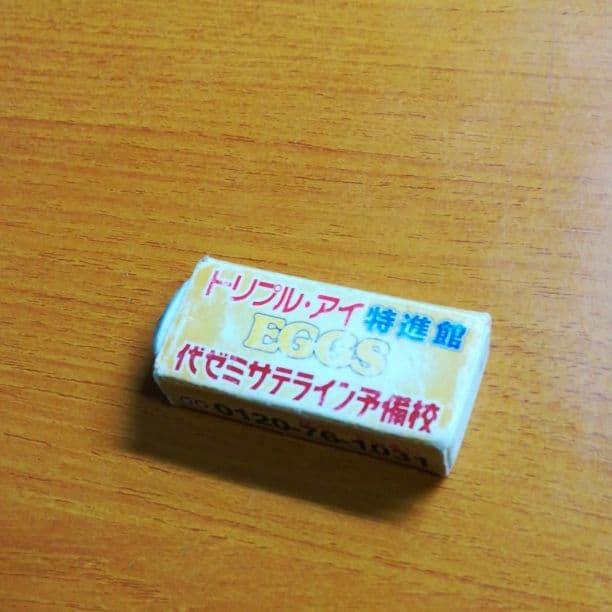 トリプル・アイ 特進館
EGGS
代ゼミサテライン予備校
0120-76-1031